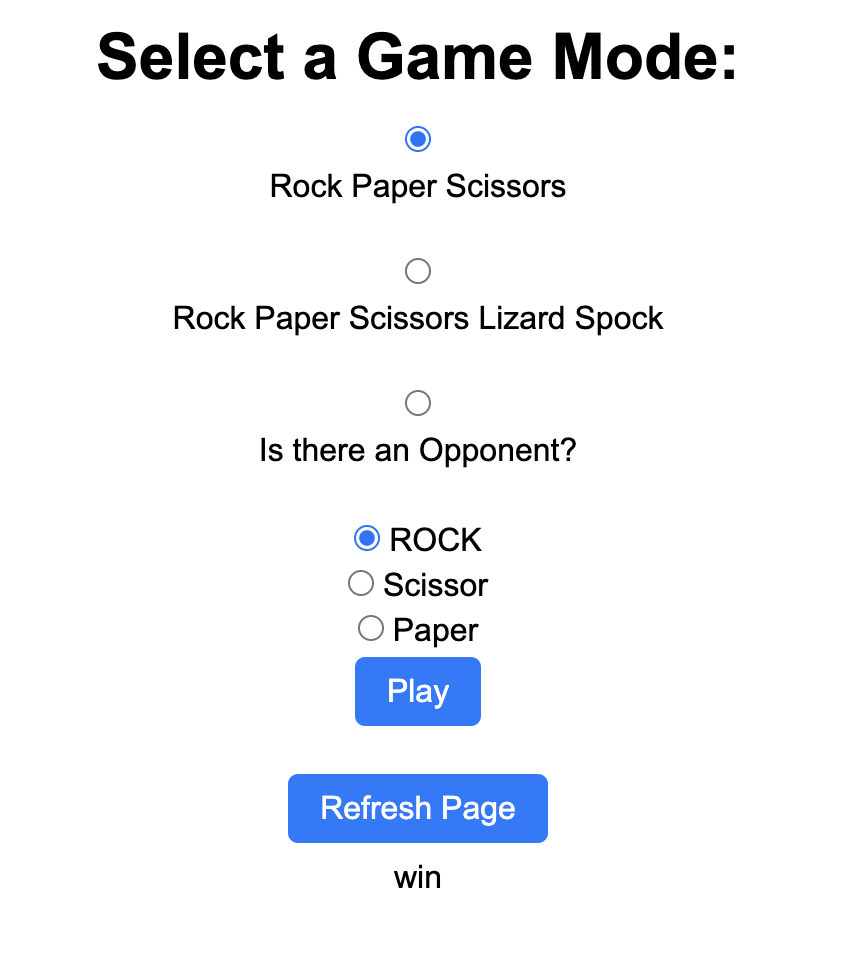 Select a Game Mode:
Rock Paper Scissors
Rock Paper Scissors Lizard Spock
Is there an Opponent?
ROCK
Scissor
Paper
Play
Refresh Page
win